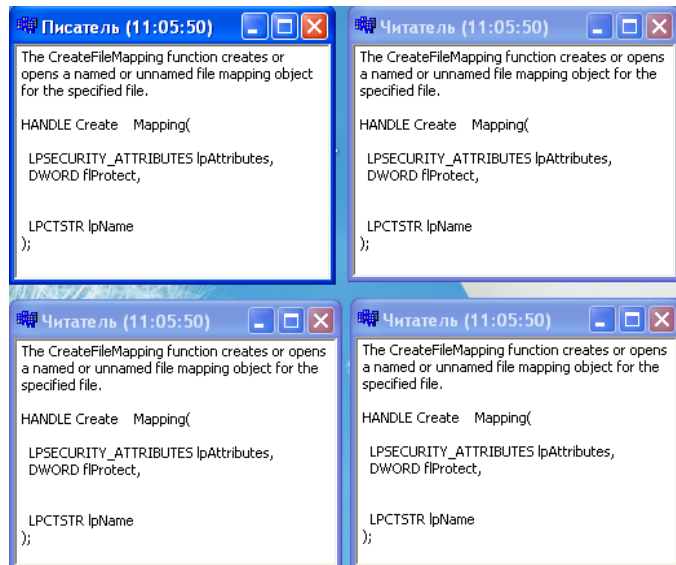 Писатель (11:05:50)
The CreateFileMapping function creates or
opens a named or unnamed file mapping object
for the specified file.
HANDLE Create    Mapping(
LPSECURITY_ATTRIBUTES lpAttributes,
DWORD flProtect,
LPCTSTR lpName
);
Читатель (11:05:50)
The CreateFileMapping function creates or opens
a named or unnamed file mapping object for the
specified file.
HANDLE Create    Mapping(
LPSECURITY_ATTRIBUTES lpAttributes,
DWORD flProtect,
LPCTSTR lpName
);
Читатель (11:05:50)
The CreateFileMapping function creates or opens
a named or unnamed file mapping object for the
specified file.
HANDLE Create    Mapping(
LPSECURITY_ATTRIBUTES lpAttributes,
DWORD flProtect,
LPCTSTR lpName
);
Читатель (11:05:50)
The CreateFileMapping function creates or opens
a named or unnamed file mapping object for the
specified file.
HANDLE Create    Mapping(
LPSECURITY_ATTRIBUTES lpAttributes,
DWORD flProtect,
LPCTSTR lpName
);